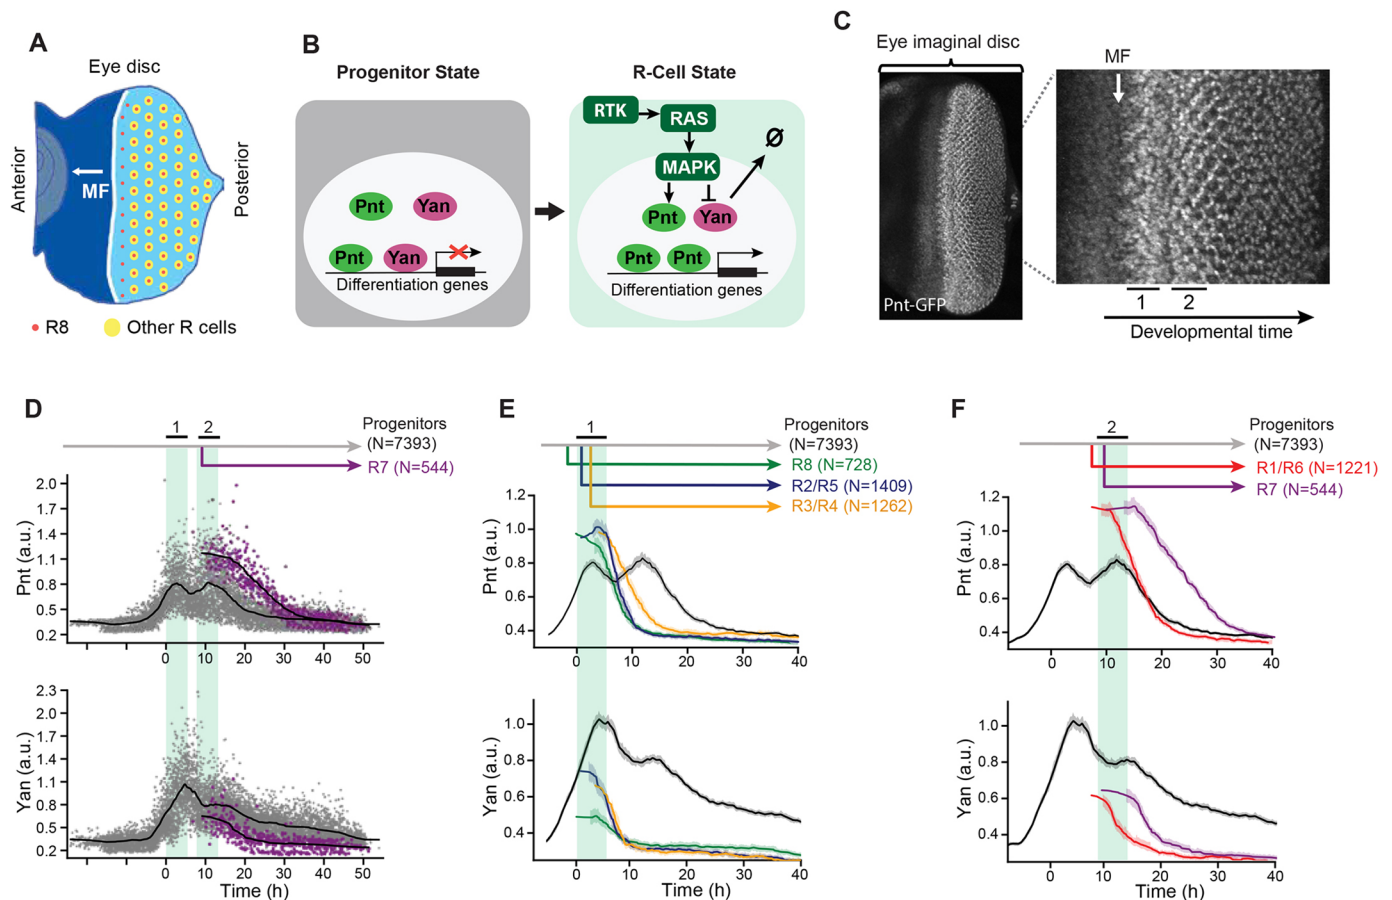 A
Eye disc
Anterior
MF
Posterior
R8
Other R cells
B
Progenitor State
R-Cell State
Pnt
Yan
Pnt
Yan
Differentiation genes
RTK
RAS
MAPK
Ø
Pnt
Yan
Pnt
Pnt
Differentiation genes
C
Eye imaginal disc
MF
Pnt-GFP
1
2
Developmental time
D
1
2
Progenitors
(N=7393)
R7 (N=544)
Pnt (a.u.)
2.0
1.7
1.4
1.1
0.8
0.5
0.2
0
10
20
30
40
50
Yan (a.u.)
2.3
2.0
1.7
1.4
1.1
0.8
0.5
0.2
0
10
20
30
40
50
Time (h)
E
1
Progenitors
(N=7393)
R8 (N=728)
R2/R5 (N=1409)
R3/R4 (N=1262)
Pnt (a.u.)
1.2
1.0
0.8
0.6
0.4
0
10
20
30
40
Yan (a.u.)
1.0
0.8
0.6
0.4
0
10
20
30
40
Time (h)
F
2
Progenitors
(N=7393)
R1/R6 (N=1221)
R7 (N=544)
Pnt (a.u.)
1.2
1.0
0.8
0.6
0.4
0
10
20
30
40
Yan (a.u.)
1.0
0.8
0.6
0.4
0
10
20
30
40
Time (h)